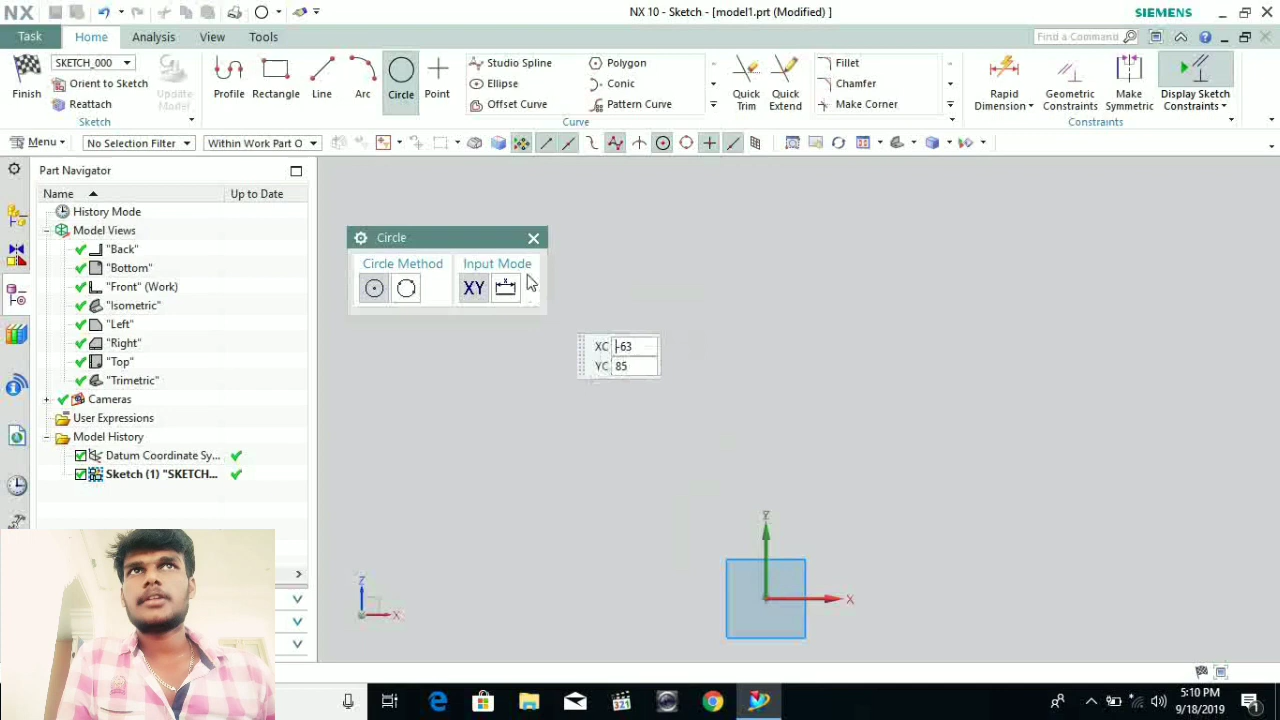 NX
NX 10 - Sketch - [model1.prt (Modified) ]
SIEMENS
Task
Home
Analysis
View
Tools
Find a Command
SKETCH_000
Orient to Sketch
Reattach
Finish
Update
Model
Sketch
Profile
Rectangle
Line
Arc
Circle
Point
Studio Spline
Ellipse
Offset Curve
Polygon
Conic
Pattern Curve
Curve
Quick
Trim
Quick
Extend
Fillet
Chamfer
Make Corner
Rapid
Dimension
Geometric
Constraints
Make
Symmetric
Display Sketch
Constraints
Constraints
Menu
No Selection Filter
Within Work Part O
Part Navigator
Name
Up to Date
History Mode
Model Views
"Back"
"Bottom"
"Front" (Work)
"Isometric"
"Left"
"Right"
"Top"
"Trimetric"
Cameras
User Expressions
Model History
Datum Coordinate Sy...
Sketch (1) "SKETCH...
Circle
Circle Method
Input Mode
XY
XC -63
YC 85
Y
X
Z
X
321
5:10 PM
9/18/2019
1